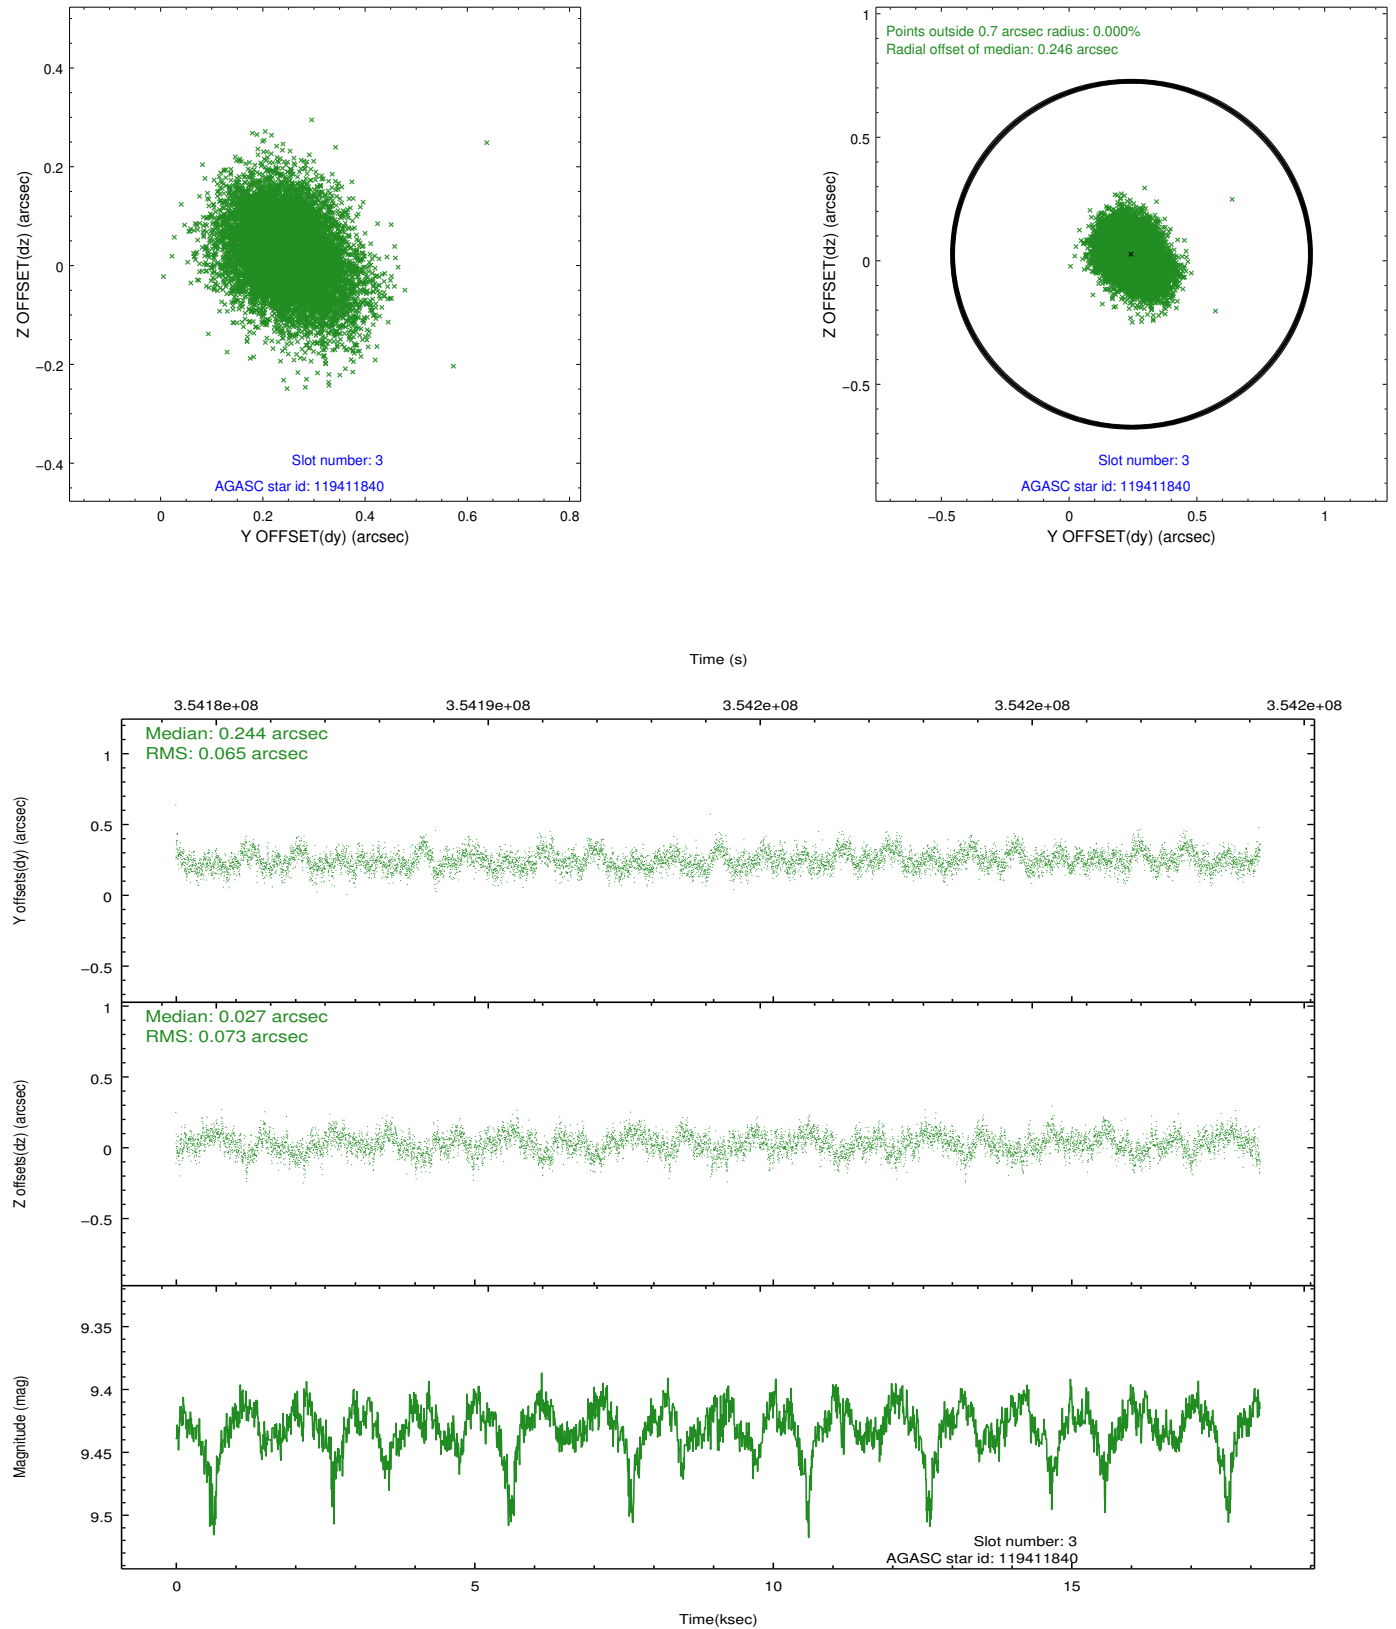 0.4
0.2
0
−0.2
−0.4
Z OFFSET(dz) (arcsec)
Slot number: 3
AGASC star id: 119411840
0
0.2
0.4
0.6
0.8
Y OFFSET(dy) (arcsec)
1
0.5
0
−0.5
Z OFFSET(dz) (arcsec)
Points outside 0.7 arcsec radius: 0.000%
Radial offset of median: 0.246 arcsec
Slot number: 3
AGASC star id: 119411840
−0.5
0
0.5
1
Y OFFSET(dy) (arcsec)
Time (s)
3.5418e+08
3.5419e+08
3.542e+08
3.542e+08
3.542e+08
Median: 0.244 arcsec
RMS: 0.065 arcsec
1
0.5
0
−0.5
Y offsets(dy) (arcsec)
Median: 0.027 arcsec
RMS: 0.073 arcsec
1
0.5
0
−0.5
Z offsets(dz) (arcsec)
9.35
9.4
9.45
9.5
Magnitude (mag)
Slot number: 3
AGASC star id: 119411840
0
5
10
15
Time(ksec)